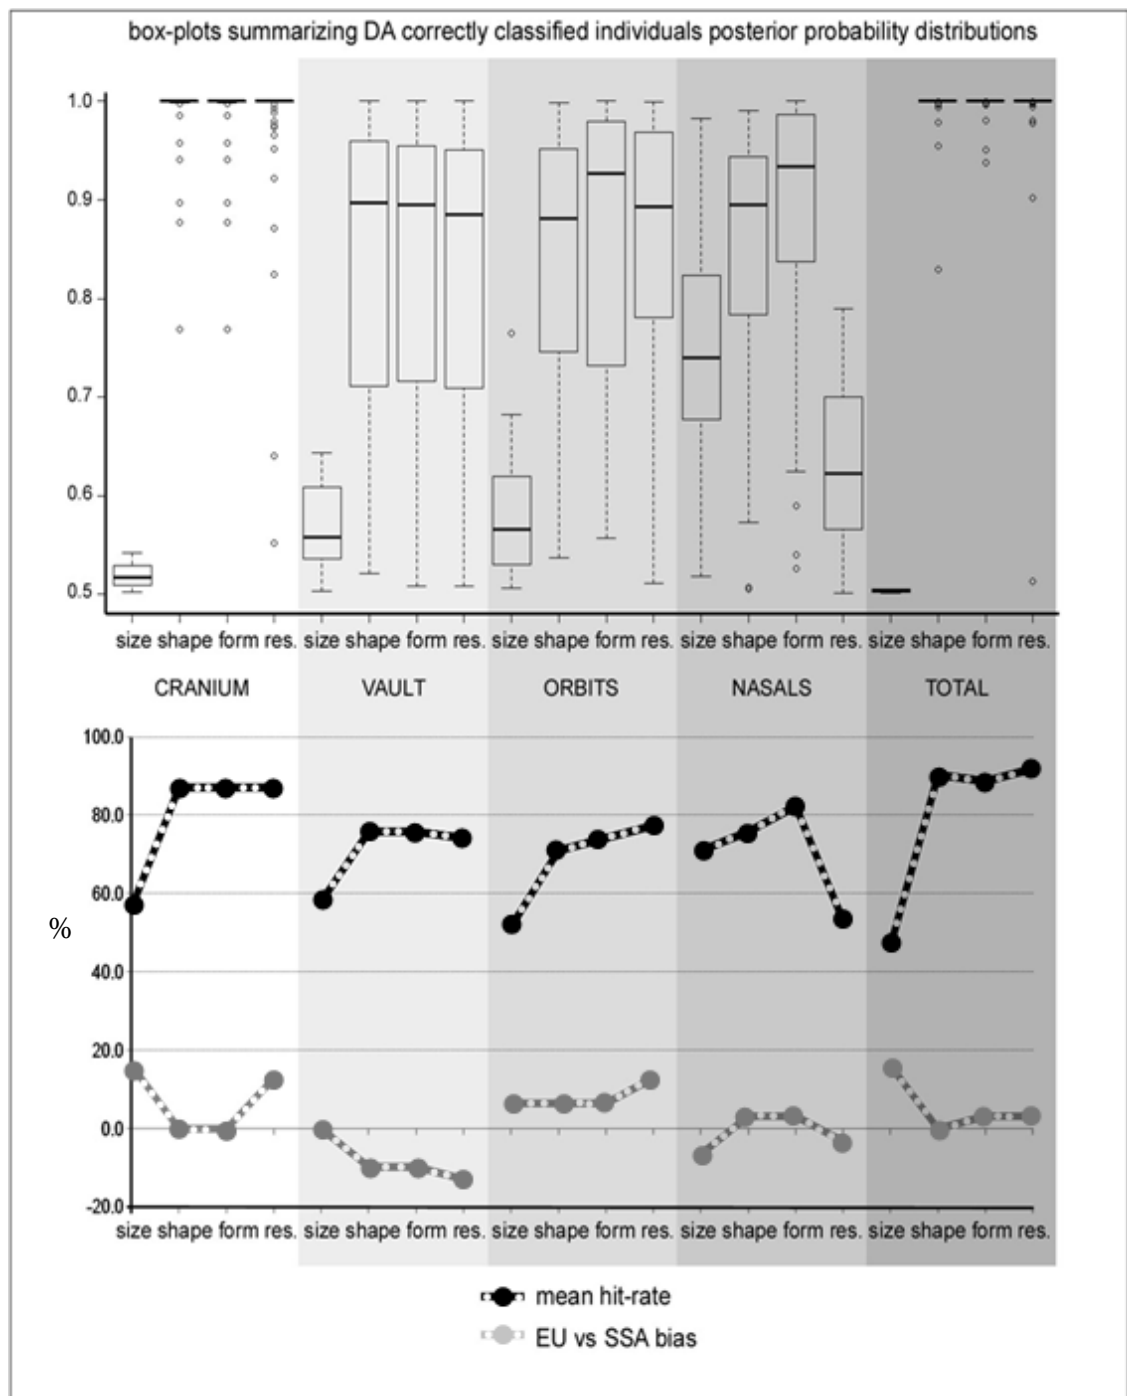 box-plots summarizing DA correctly classified individuals posterior probability distributions
1.0
0.9
0.8
0.7
0.6
0.5
size shape form res. size shape form res. size shape form res. size shape form res. size shape form res.
CRANIUM VAULT ORBITS NASALS TOTAL
100.0
80.0
60.0
%
40.0
20.0
0.0
-20.0
size shape form res. size shape form res. size shape form res. size shape form res. size shape form res.
mean hit-rate
EU vs SSA bias